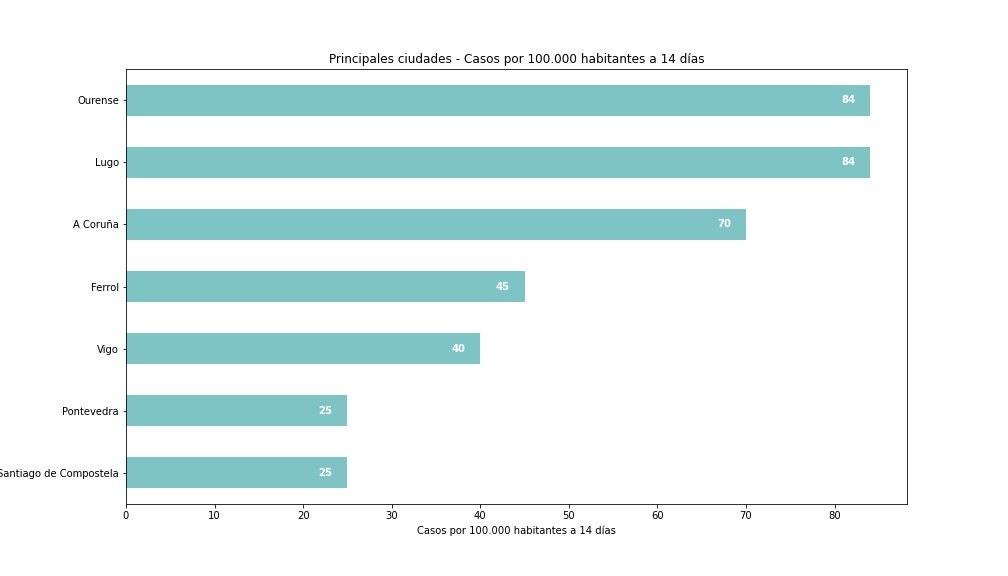 Principales ciudades - Casos por 100.000 habitantes a 14 días
Ourense 84
Lugo 84
A Coruña 70
Ferrol 45
Vigo 40
Pontevedra 25
Santiago de Compostela 25
0 10 20 30 40 50 60 70 80
Casos por 100.000 habitantes a 14 días